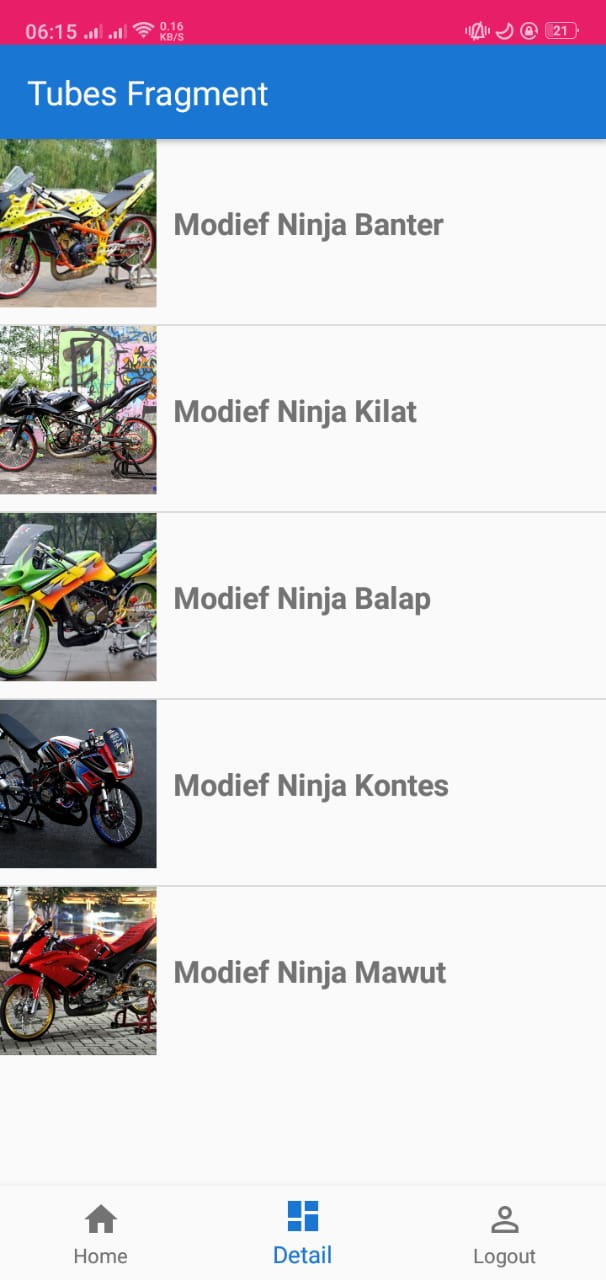 06:15 0.16
KB/S 21
Tubes Fragment
Modief Ninja Banter
Modief Ninja Kilat
Modief Ninja Balap
Modief Ninja Kontes
Modief Ninja Mawut
Home Detail Logout